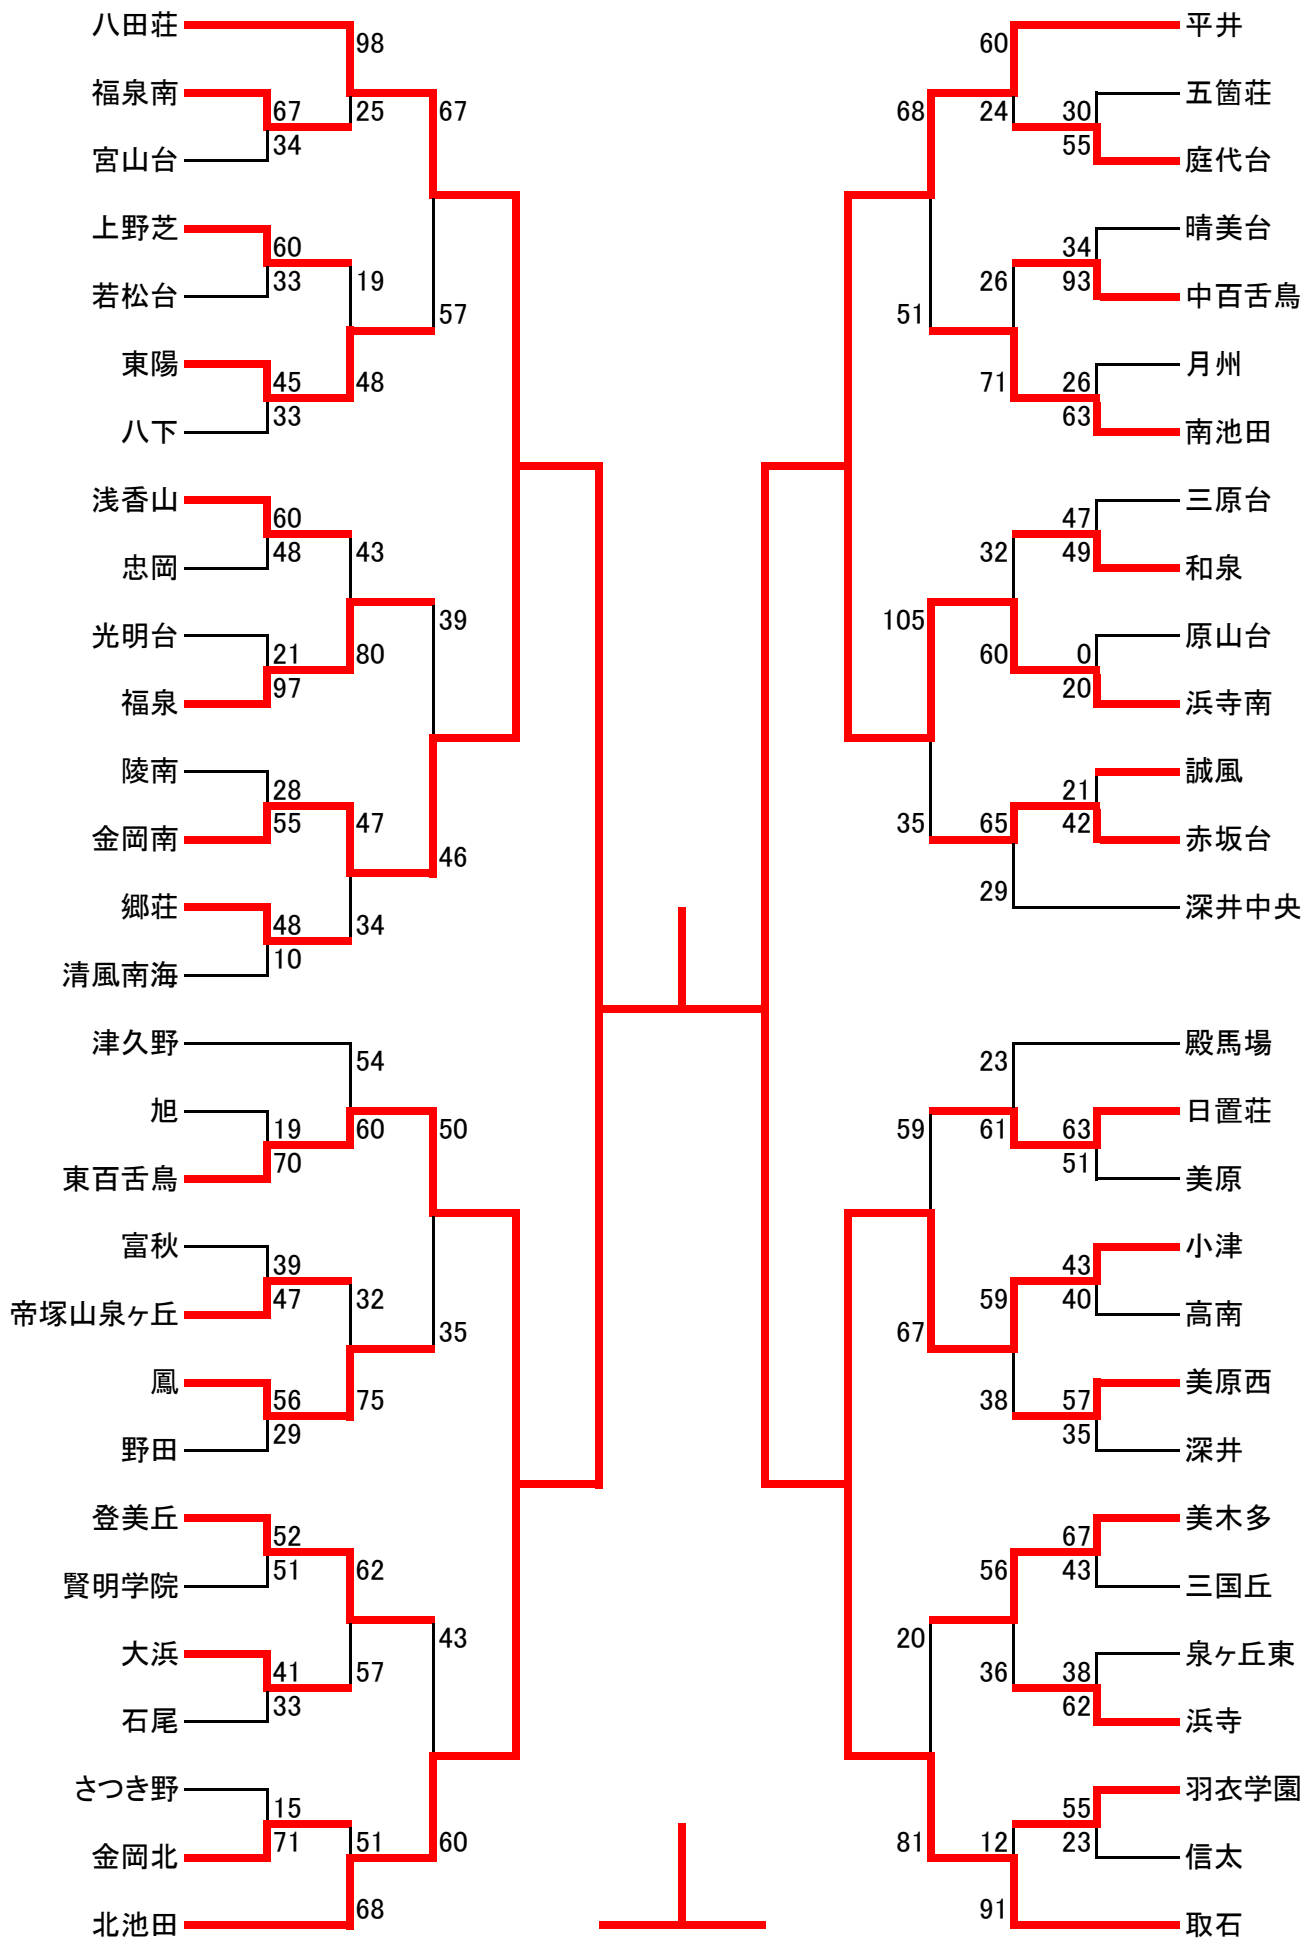 八田荘
98
福泉南
67
25
67
34
宮山台
上野芝
60
33
19
若松台
57
東陽
45
48
33
八下
浅香山
60
48
43
忠岡
39
光明台
21
80
97
福泉
陵南
28
55
47
金岡南
46
郷荘
48
34
10
清風南海
津久野
54
旭
19
60
50
70
東百舌鳥
富秋
39
47
32
帝塚山泉ヶ丘
35
鳳
56
75
29
野田
登美丘
52
51
62
賢明学院
43
大浜
41
57
33
石尾
さつき野
15
71
51
60
金岡北
68
北池田
平井
60
五箇荘
68
24
30
55
庭代台
晴美台
34
26
93
中百舌鳥
51
月州
71
26
63
南池田
三原台
47
32
49
和泉
105
原山台
60
0
20
浜寺南
誠風
21
35
65
42
赤坂台
29
深井中央
殿馬場
23
日置荘
59
61
63
51
美原
小津
43
59
40
高南
67
美原西
38
57
35
深井
美木多
67
56
43
三国丘
20
泉ヶ丘東
36
38
62
浜寺
羽衣学園
55
81
12
23
信太
91
取石